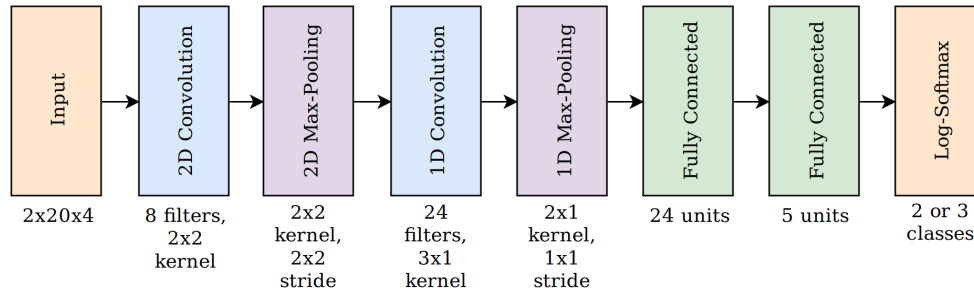 Input
2D Convolution
2D Max-Pooling
1D Convolution
1D Max-Pooling
Fully Connected
Fully Connected
Log-Softmax
2x20x4
8 filters,
2x2
kernel
2x2
kernel,
2x2
stride
24
filters,
3x1
kernel
2x1
kernel,
1x1
stride
24 units
5 units
2 or 3
classes